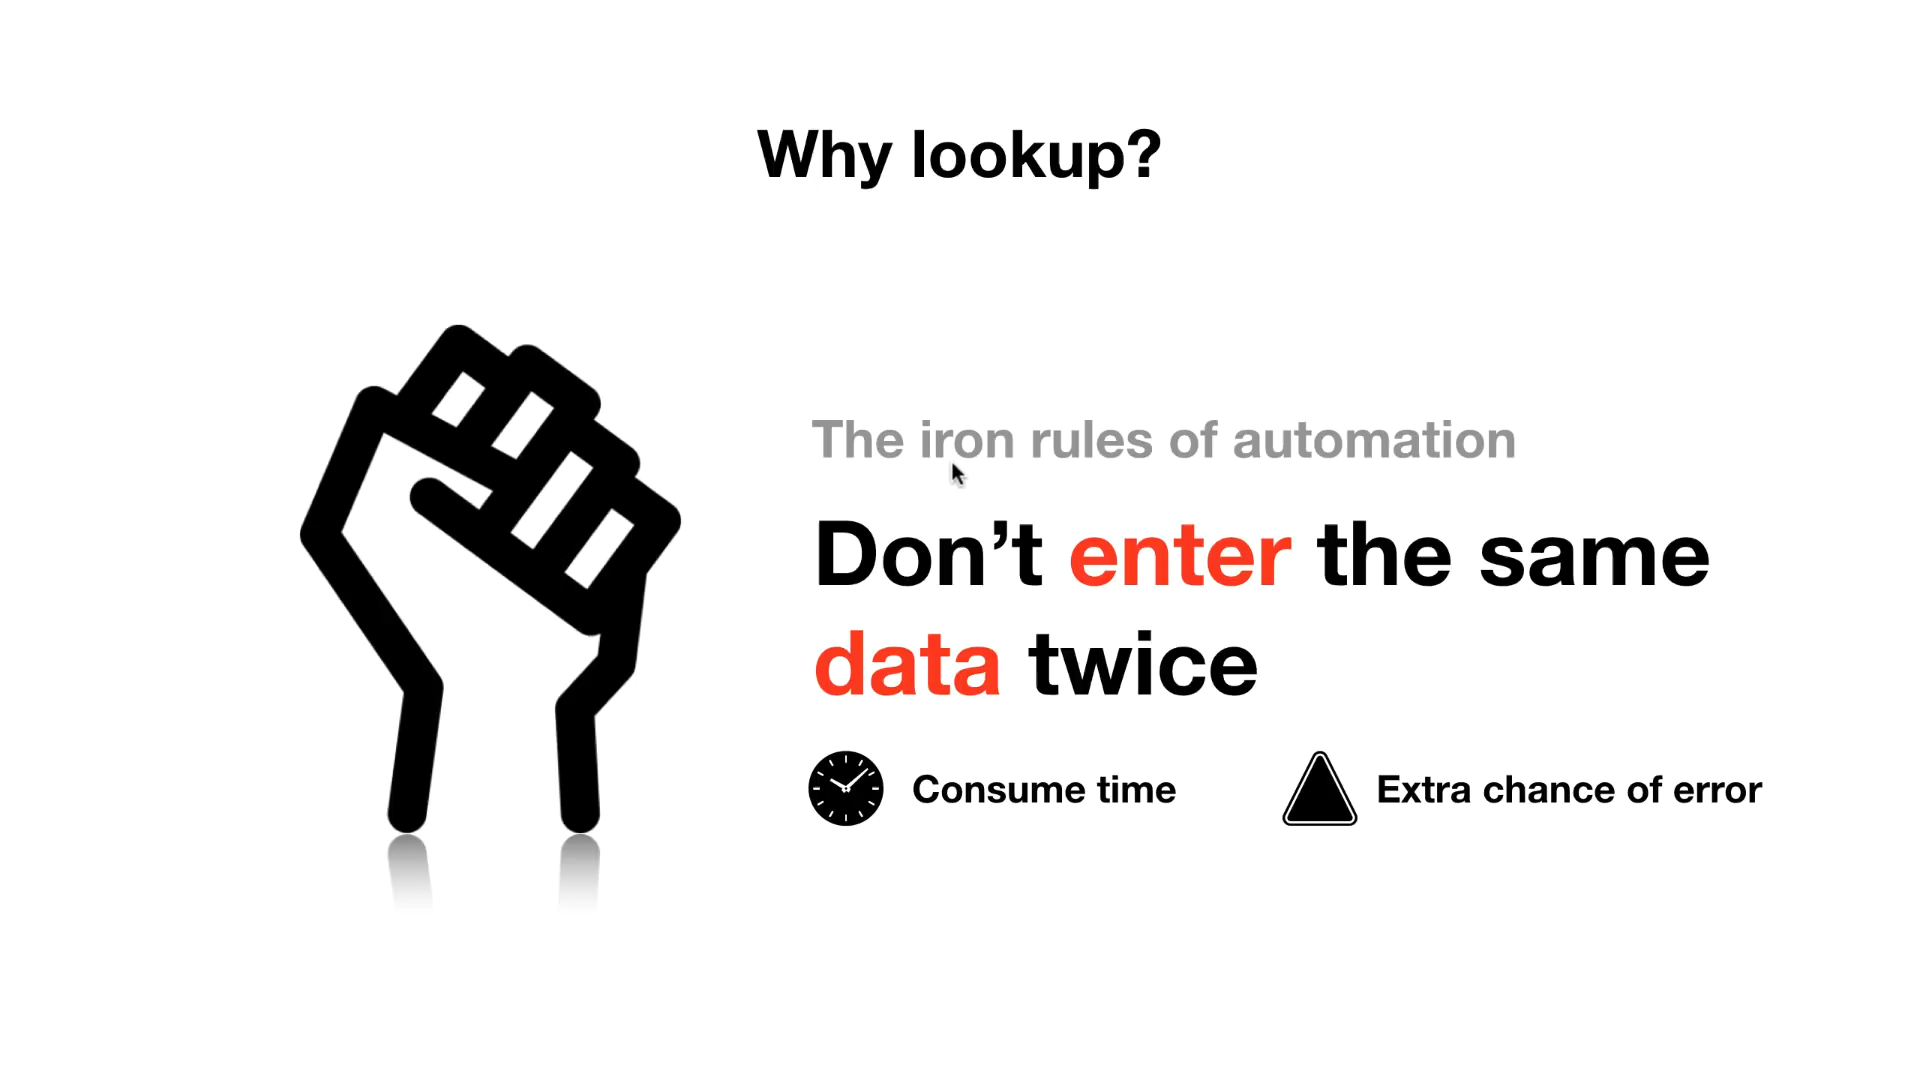 Why lookup?
The iron rules of automation
Don’t enter the same
data twice
Consume time
Extra chance of error